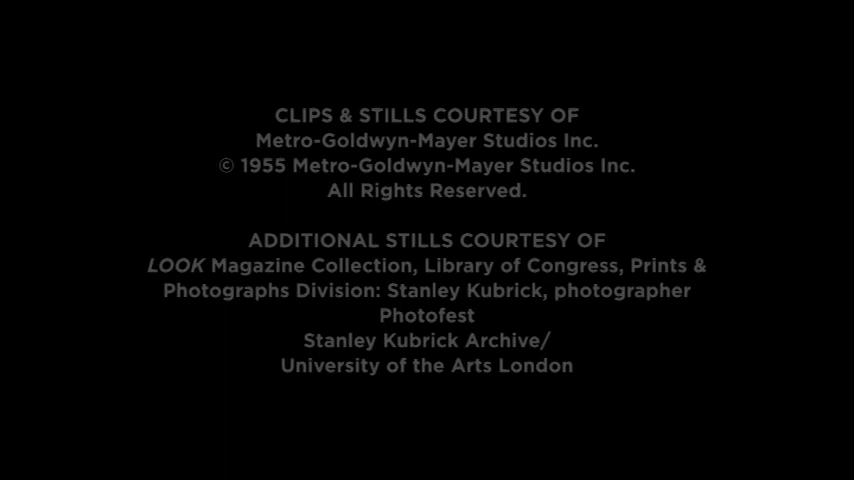 CLIPS & STILLS COURTESY OF
Metro-Goldwyn-Mayer Studios Inc.
© 1955 Metro-Goldwyn-Mayer Studios Inc.
All Rights Reserved.
ADDITIONAL STILLS COURTESY OF
LOOK Magazine Collection, Library of Congress, Prints &
Photographs Division: Stanley Kubrick, photographer
Photofest
Stanley Kubrick Archive/
University of the Arts London